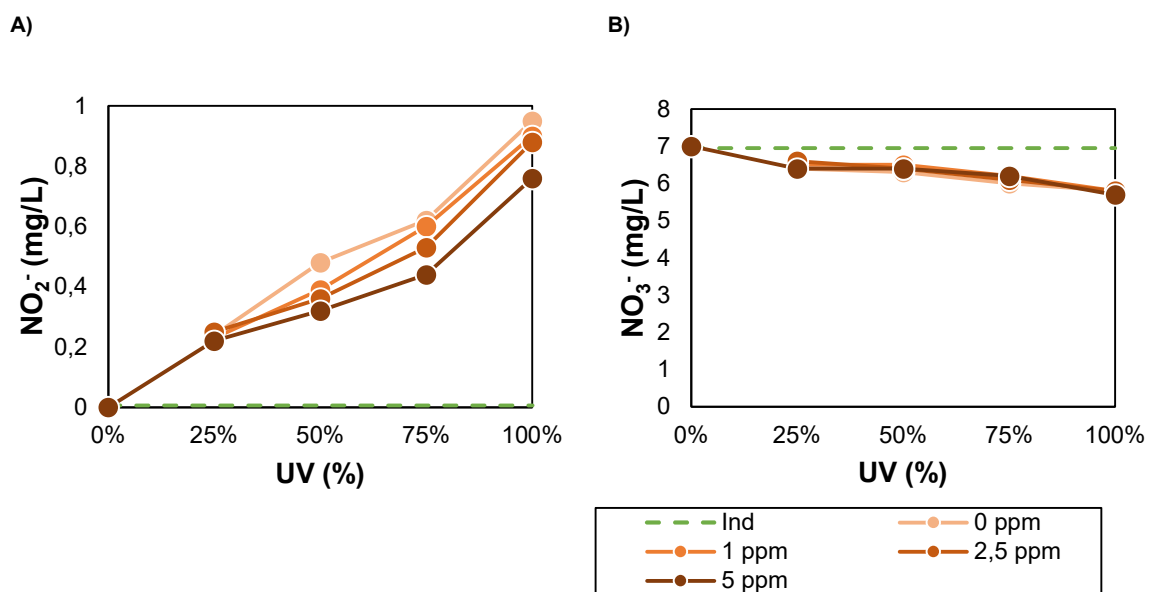 A)
B)
1
0,8
0,6
0,4
0,2
0
NO₂⁻ (mg/L)
0% 25% 50% 75% 100%
UV (%)
8
7
6
5
4
3
2
1
0
NO₃⁻ (mg/L)
0% 25% 50% 75% 100%
UV (%)
Ind 0 ppm
1 ppm 2,5 ppm
5 ppm